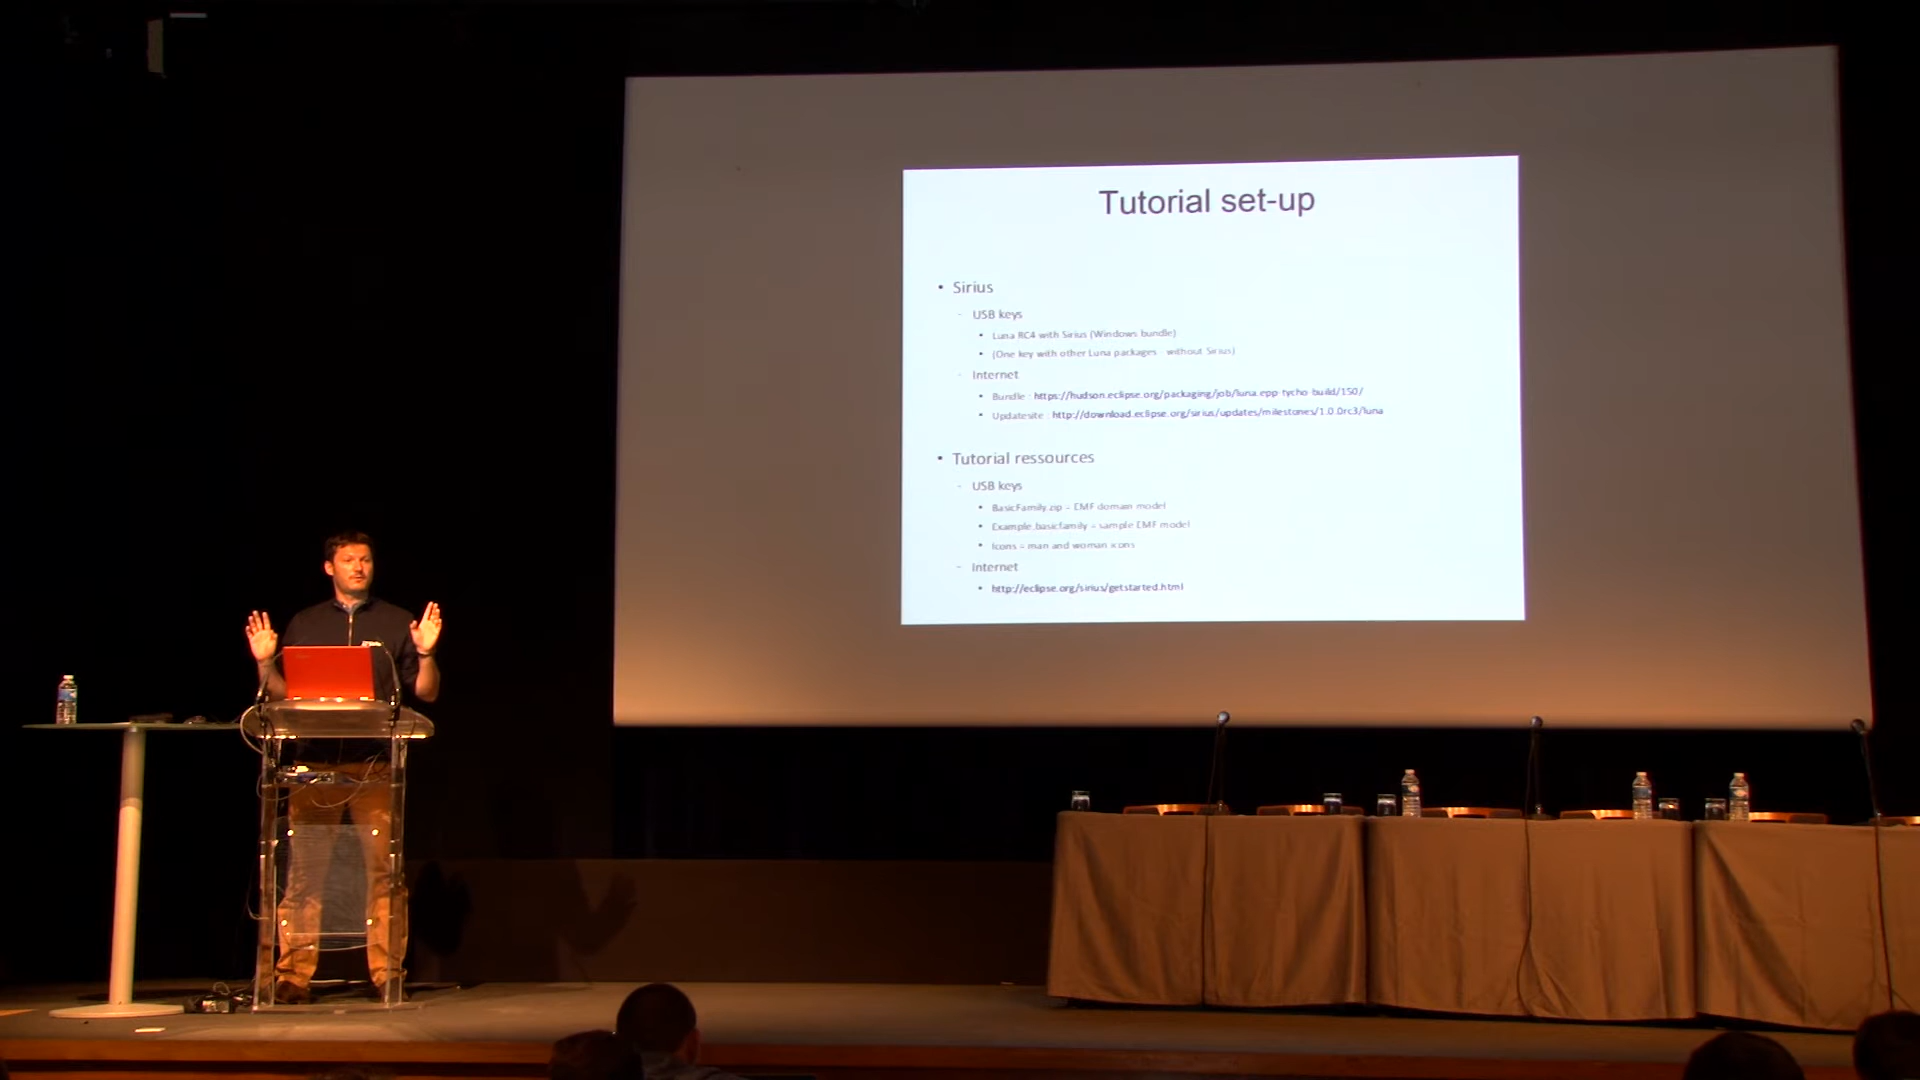 Tutorial set-up
• Sirius
- USB keys
• Luna RC4 with Sirius (Windows bundle)
• (One key with other Luna packages - without Sirius)
- Internet
• Bundle : https://hudson.eclipse.org/packaging/job/luna.epp-tycho-build/150/
• Updatesite : http://download.eclipse.org/sirius/updates/milestones/1.0.0rc3/luna
• Tutorial ressources
- USB keys
• BasicFamily.zip = EMF domain model
• Example.basicfamily = sample EMF model
• Icons = man and woman icons
- Internet
• http://eclipse.org/sirius/getstarted.html